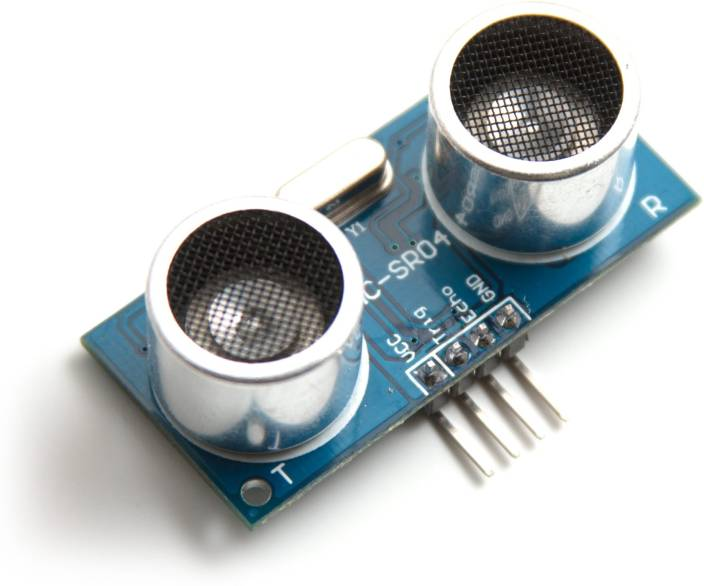 Y1
C-SR04
R
VCC
Trig
Echo
GND
T